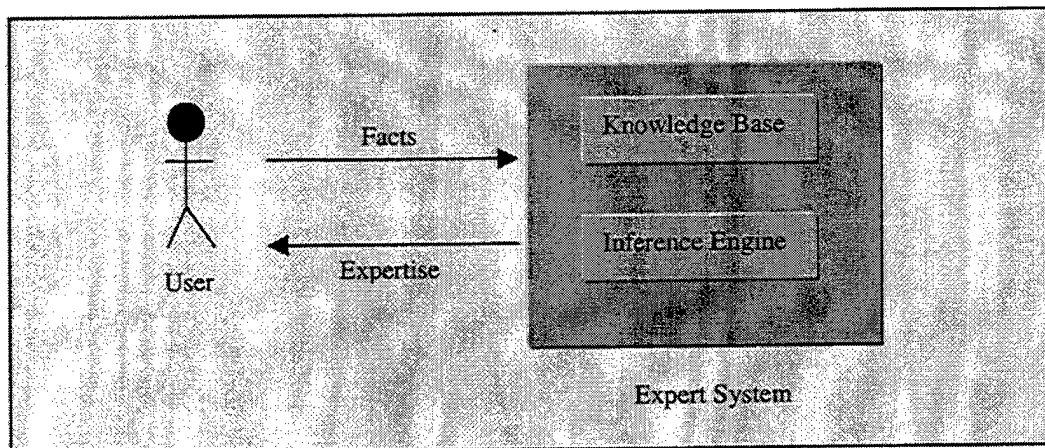 Knowledge Base
Facts
Inference Engine
Expertise
User
Expert System